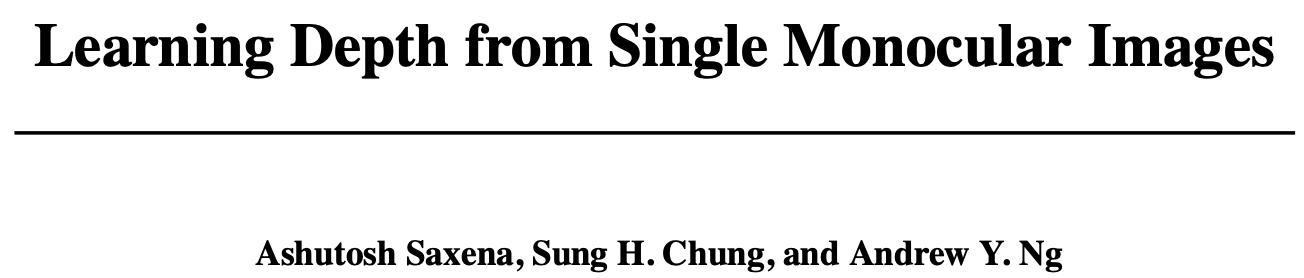 Learning Depth from Single Monocular Images
Ashutosh Saxena, Sung H. Chung, and Andrew Y. Ng